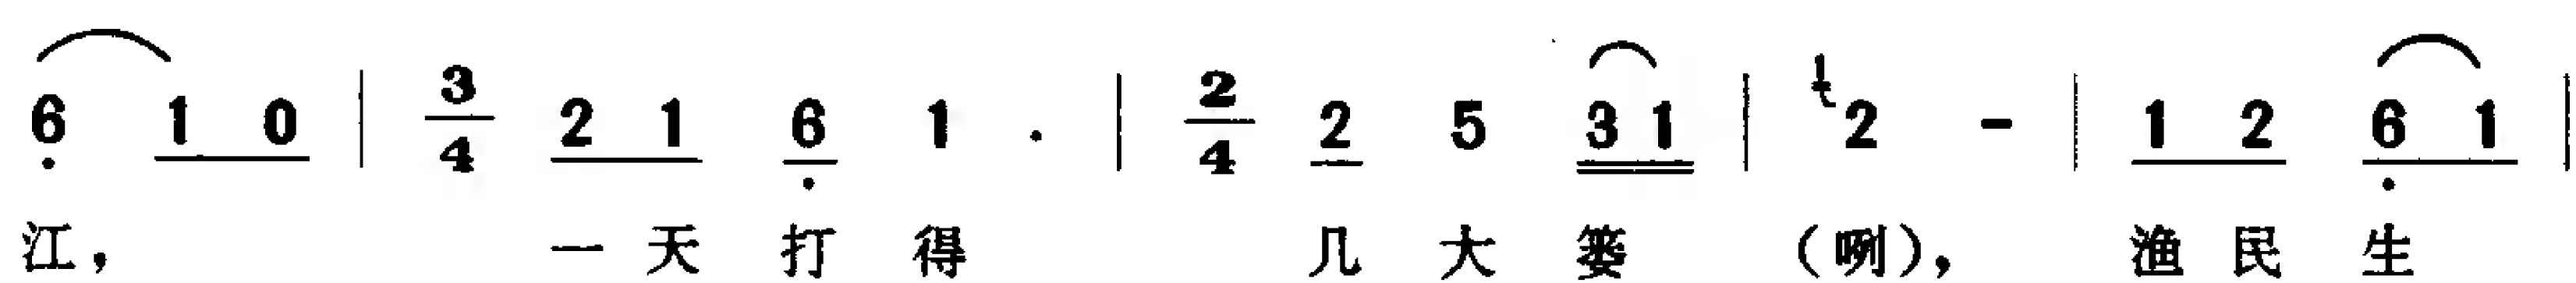 6 1 0 | 3/4 2 1 6 1 . | 2/4 2 5 3 1 | 1 2 - | 1 2 6 1 |
江， 一 天 打 得 几 大 篓 （咧）， 渔 民 生